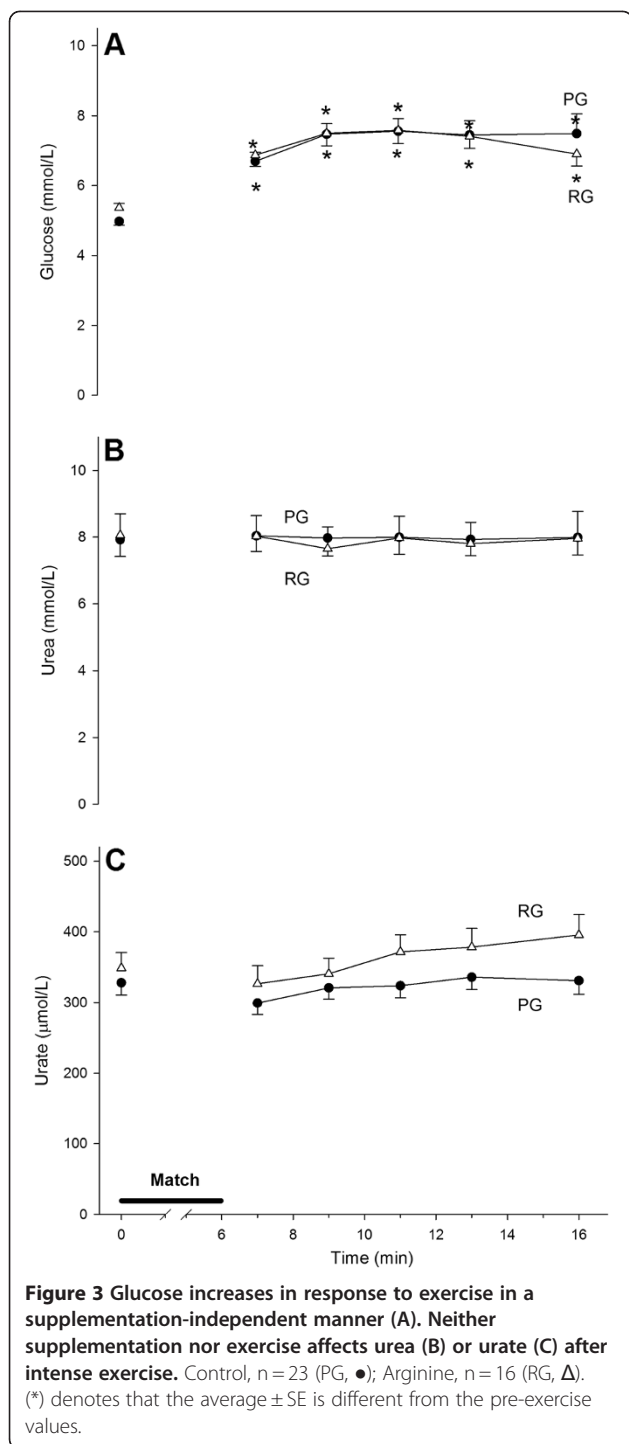 A
10
8
6
4
2
0
Glucose (mmol/L)
PG
RG
* * * * *
* * * * *
B
10
8
6
4
2
0
Urea (mmol/L)
PG
RG
C
500
400
300
200
100
0
Urate (µmol/L)
RG
PG
Match
0 6 8 10 12 14 16
Time (min)
Figure 3 Glucose increases in response to exercise in a
supplementation-independent manner (A). Neither
supplementation nor exercise affects urea (B) or urate (C) after
intense exercise. Control, n = 23 (PG, ●); Arginine, n = 16 (RG, Δ).
(*) denotes that the average ± SE is different from the pre-exercise
values.